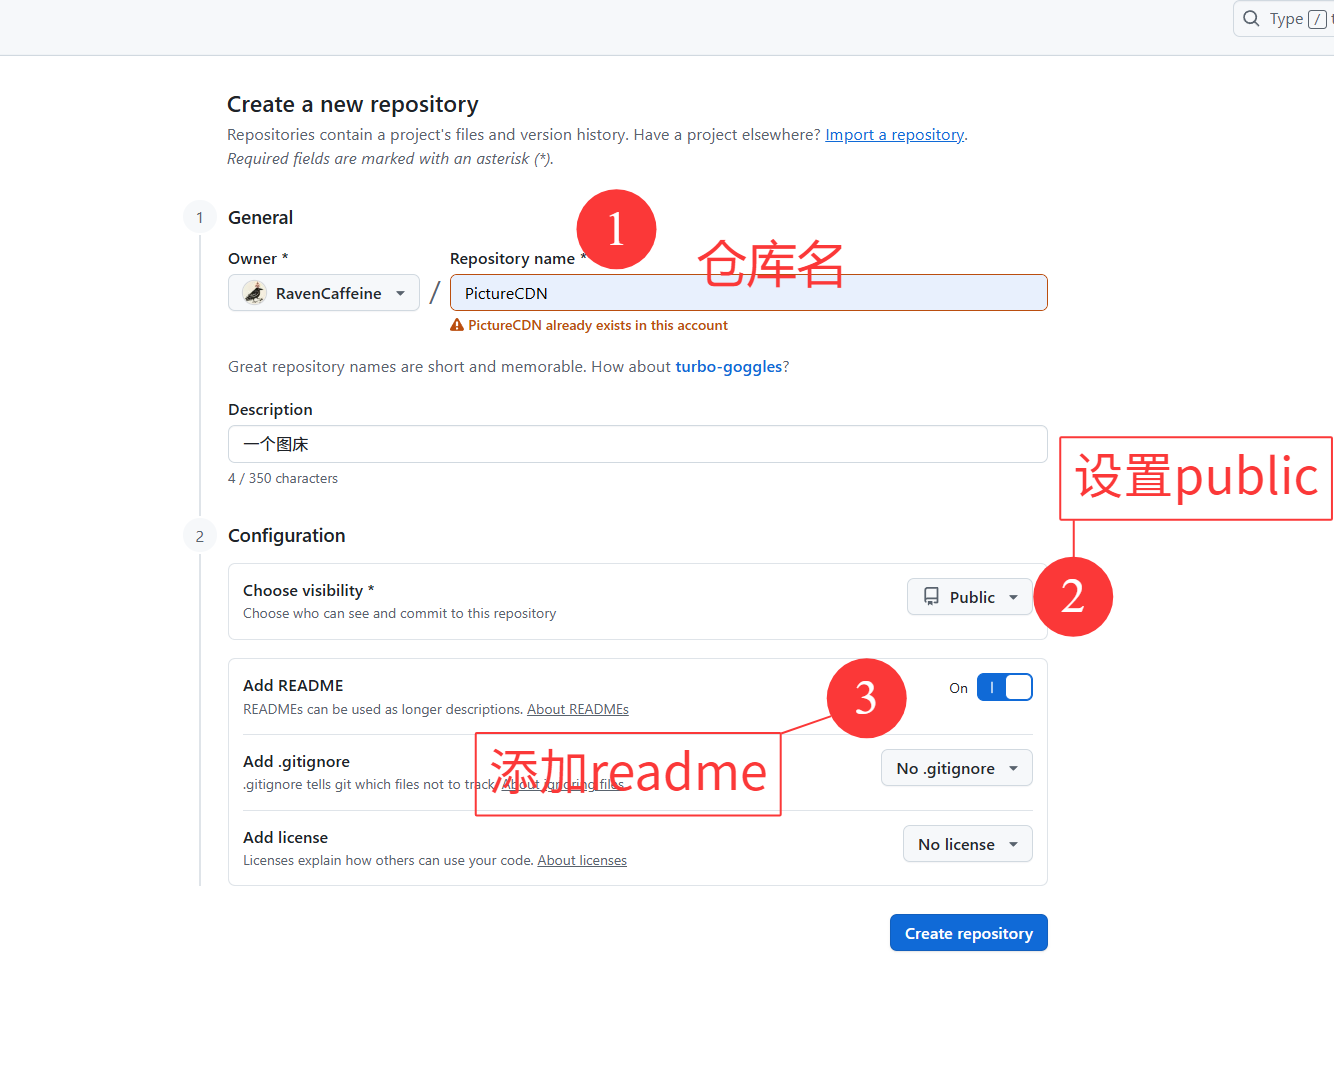 Type / t
Create a new repository
Repositories contain a project's files and version history. Have a project elsewhere? Import a repository.
Required fields are marked with an asterisk (*).
1 General
1
仓库名
Owner * Repository name *
RavenCaffeine / PictureCDN
PictureCDN already exists in this account
Great repository names are short and memorable. How about turbo-goggles?
Description
一个图床
4 / 350 characters
设置public
2 Configuration
Choose visibility *
Choose who can see and commit to this repository
Public
2
Add README
READMEs can be used as longer descriptions. About READMEs
3
On
添加readme
Add .gitignore
.gitignore tells git which files not to track. About ignoring files
No .gitignore
Add license
Licenses explain how others can use your code. About licenses
No license
Create repository